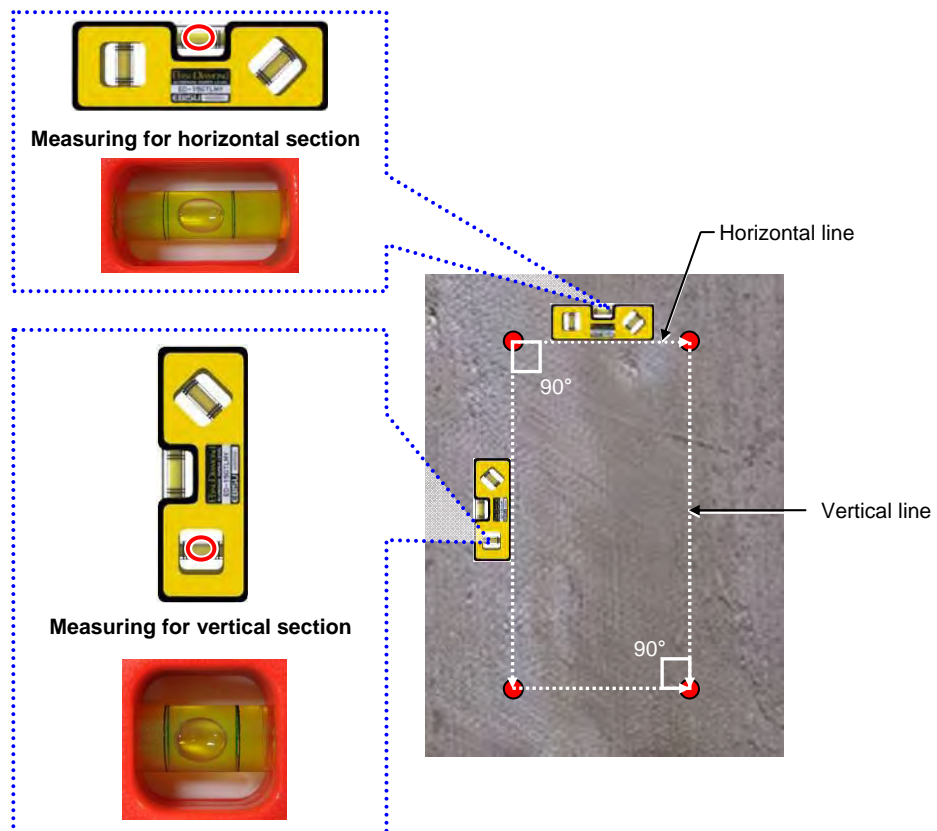 Measuring for horizontal section
Horizontal line
90°
Vertical line
Measuring for vertical section
90°